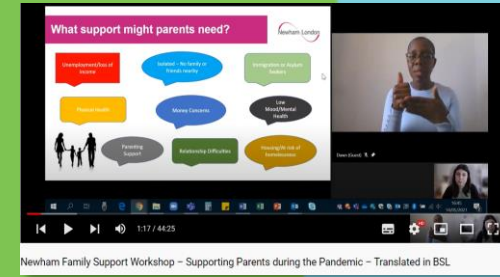 What support might parents need?
Newham London
Unemployment/loss of
income
Isolated – No family or
friends nearby
Immigration or Asylum
Seekers
Physical Health
Money Concerns
Low
Mood/Mental
Health
Parenting
Support
Relationship Difficulties
Housing/At risk of
homelessness
Dawn (Guest)
1:17 / 44:25
Newham Family Support Workshop – Supporting Parents during the Pandemic – Translated in BSL